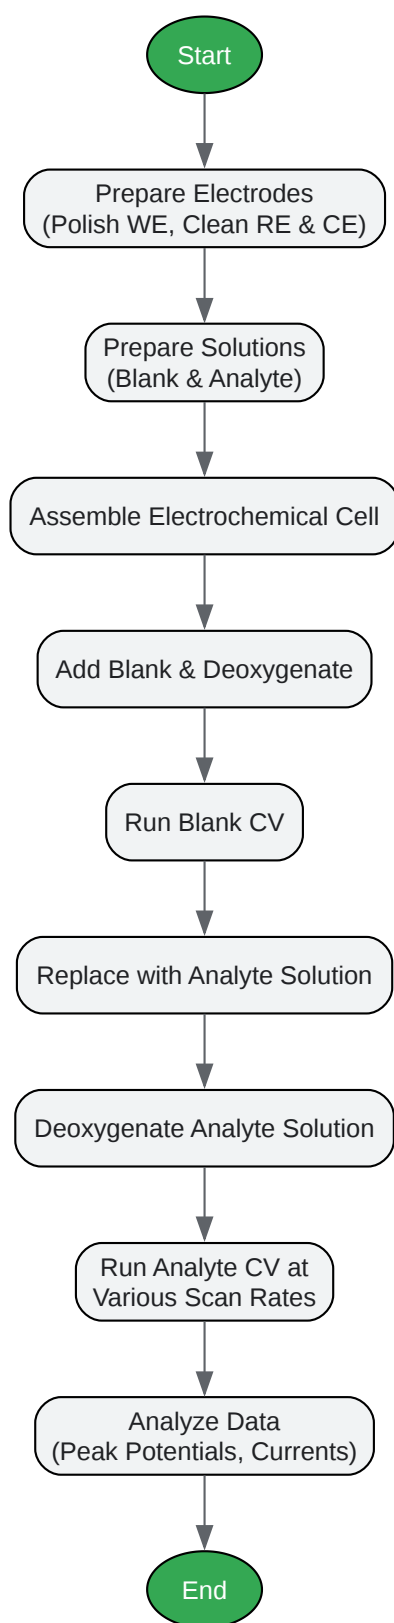 Start
Prepare Electrodes
(Polish WE, Clean RE & CE)
Prepare Solutions
(Blank & Analyte)
Assemble Electrochemical Cell
Add Blank & Deoxygenate
Run Blank CV
Replace with Analyte Solution
Deoxygenate Analyte Solution
Run Analyte CV at
Various Scan Rates
Analyze Data
(Peak Potentials, Currents)
End